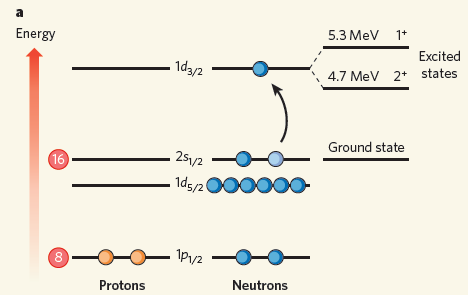 a
Energy
5.3 MeV 1+
1d3/2
Excited
states
4.7 MeV 2+
Ground state
16
2s1/2
1d5/2
8
1p1/2
Protons
Neutrons